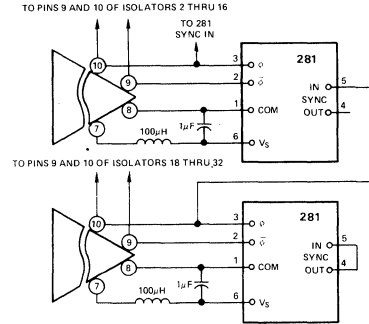 TO PINS 9 AND 10 OF ISOLATORS 2 THRU 16
TO 281
SYNC IN
281
10
3 φ
IN 5
9
2 φ̅
SYNC
8
1 COM
OUT 4
1μF
7
100μH
6 VS
TO PINS 9 AND 10 OF ISOLATORS 18 THRU 32
281
10
3 φ
IN 5
9
2 φ̅
SYNC
8
1 COM
OUT 4
1μF
7
100μH
6 VS